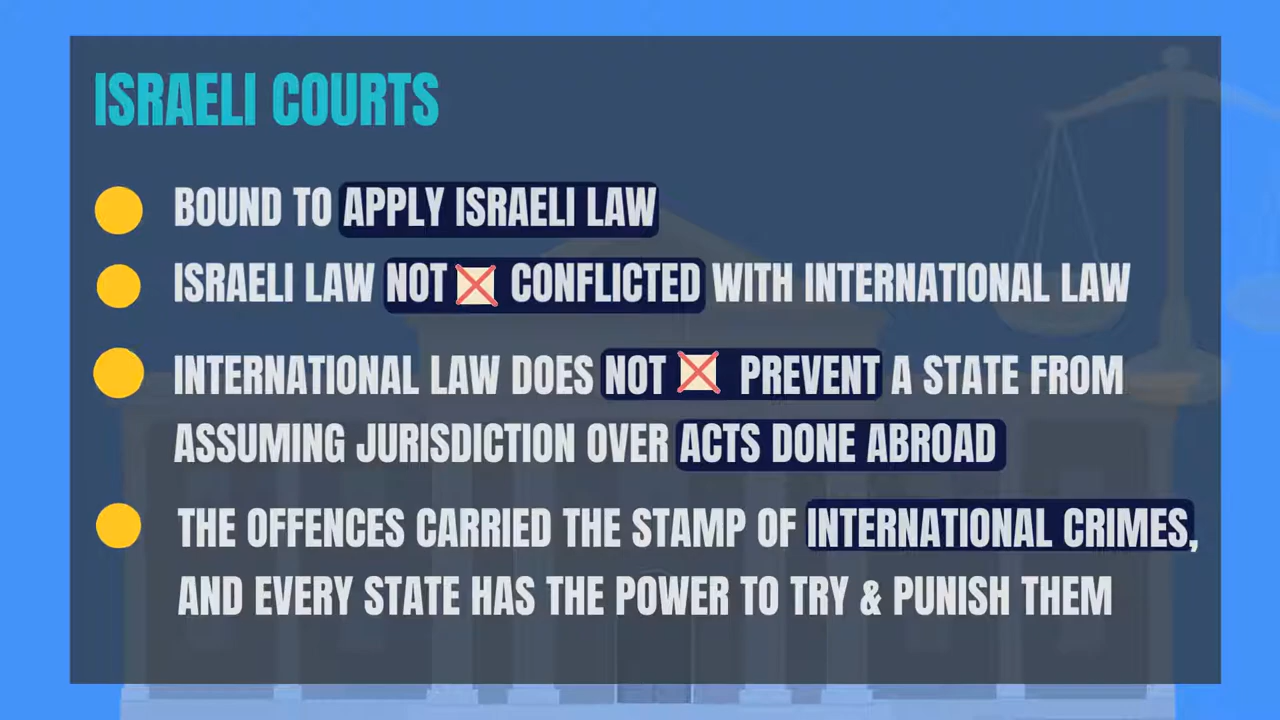 ISRAELI COURTS
BOUND TO APPLY ISRAELI LAW
ISRAELI LAW NOT CONFLICTED WITH INTERNATIONAL LAW
INTERNATIONAL LAW DOES NOT PREVENT A STATE FROM
ASSUMING JURISDICTION OVER ACTS DONE ABROAD
THE OFFENCES CARRIED THE STAMP OF INTERNATIONAL CRIMES,
AND EVERY STATE HAS THE POWER TO TRY & PUNISH THEM